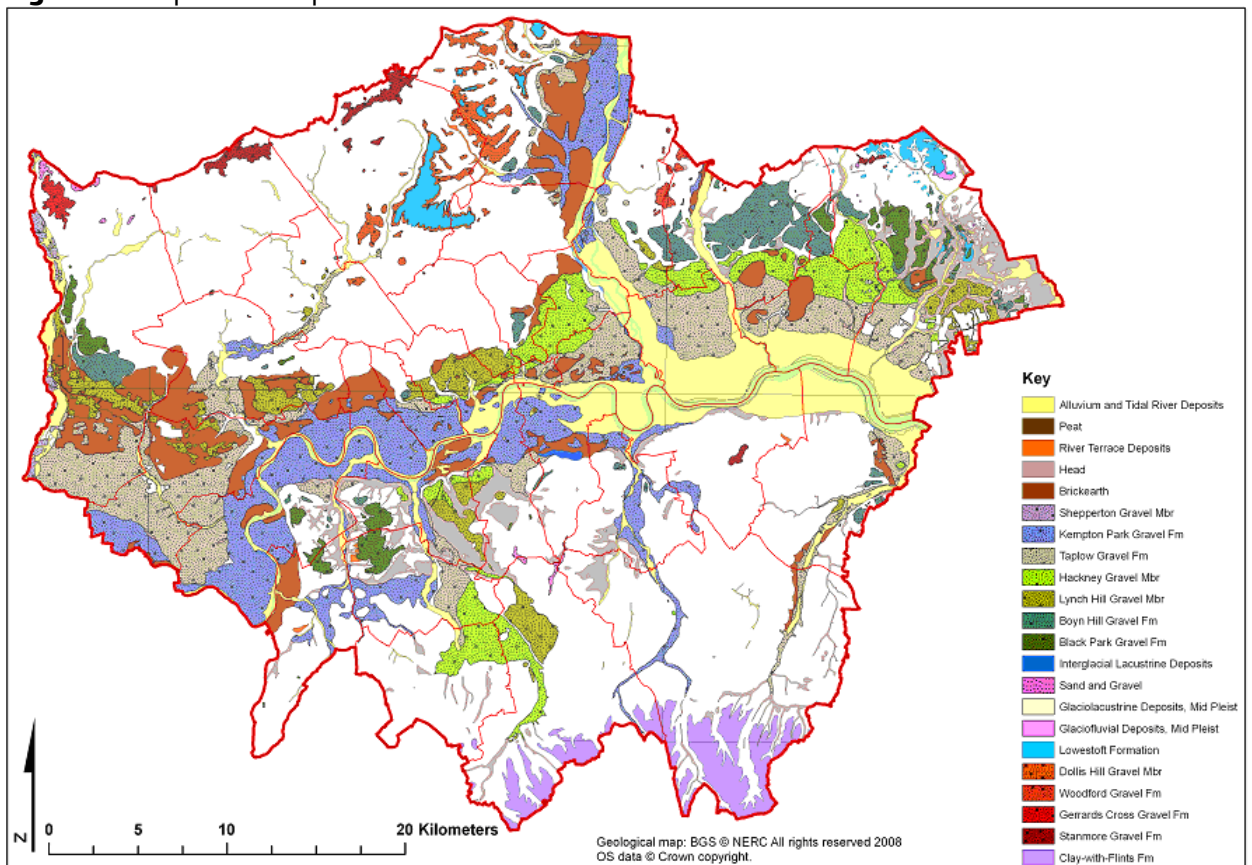 Key
Alluvium and Tidal River Deposits
Peat
River Terrace Deposits
Head
Brickearth
Shepperton Gravel Mbr
Kempton Park Gravel Fm
Taplow Gravel Fm
Hackney Gravel Mbr
Lynch Hill Gravel Mbr
Boyn Hill Gravel Fm
Black Park Gravel Fm
Interglacial Lacustrine Deposits
Sand and Gravel
Glaciolacustrine Deposits, Mid Pleist
Glaciofluvial Deposits, Mid Pleist
Lowestoft Formation
Dollis Hill Gravel Mbr
Woodford Gravel Fm
Gerrards Cross Gravel Fm
Stanmore Gravel Fm
Clay-with-Flints Fm
N
0 5 10 20 Kilometers
Geological map: BGS © NERC All rights reserved 2008
OS data © Crown copyright.